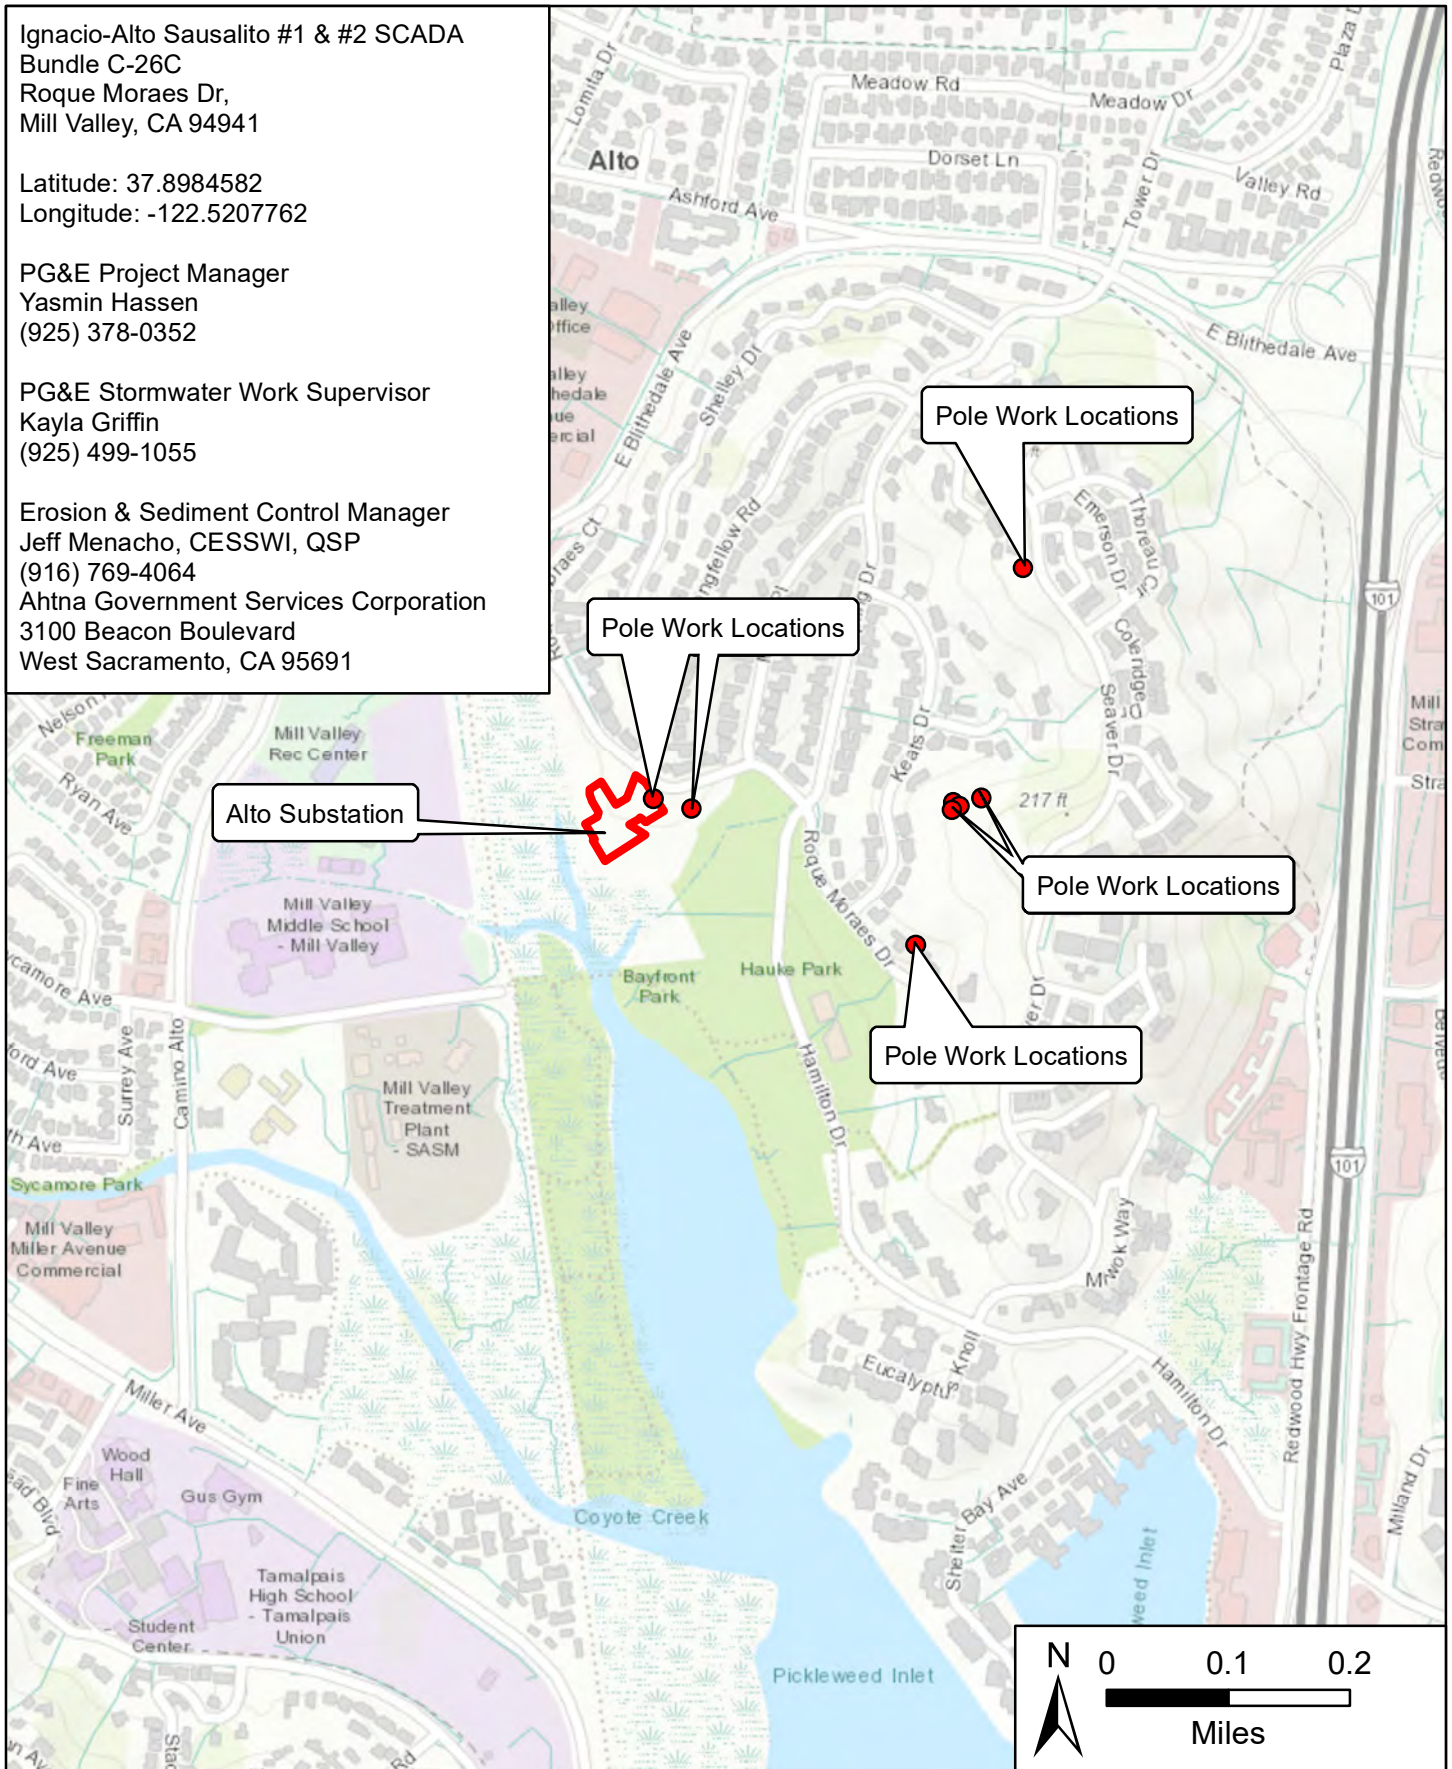 Ignacio-Alto Sausalito #1 & #2 SCADA
Bundle C-26C
Roque Moraes Dr,
Mill Valley, CA 94941
Latitude: 37.8984582
Longitude: -122.5207762
PG&E Project Manager
Yasmin Hassen
(925) 378-0352
PG&E Stormwater Work Supervisor
Kayla Griffin
(925) 499-1055
Erosion & Sediment Control Manager
Jeff Menacho, CESSWI, QSP
(916) 769-4064
Ahtna Government Services Corporation
3100 Beacon Boulevard
West Sacramento, CA 95691
Lomita Dr
Meadow Rd
Meadow Dr
Plaza
Alto
Dorset Ln
Ashford Ave
Tower Dr
Valley Rd
E Blithedale Ave
E Blithedale Ave
Shelley Dr
Pole Work Locations
Emerson Dr
Thoreau Cir
Coleridge D
Seaver Dr
101
Pole Work Locations
Keats Dr
217 ft
Nelson
Freeman
Park
Ryan Ave
Mill Valley
Rec Center
Alto Substation
Pole Work Locations
Roque Moraes Dr
Mill Valley
Middle School
- Mill Valley
Bayfront
Park
Hauke Park
Pole Work Locations
Surrey Ave
Camino Alto
Mill Valley
Treatment
Plant
- SASM
Hamilton Dr
101
Sycamore Park
Mill Valley
Miller Avenue
Commercial
Redwood Hwy Frontage Rd
Eucalyptus Knoll
Hamilton Dr
Miller Ave
Wood
Hall
Fine
Arts
Gus Gym
Coyote Creek
Shelter Bay Ave
Milland Dr
Tamalpais
High School
- Tamalpais
Union
Student
Center
Pickleweed Inlet
weed Inlet
N
0 0.1 0.2
Miles